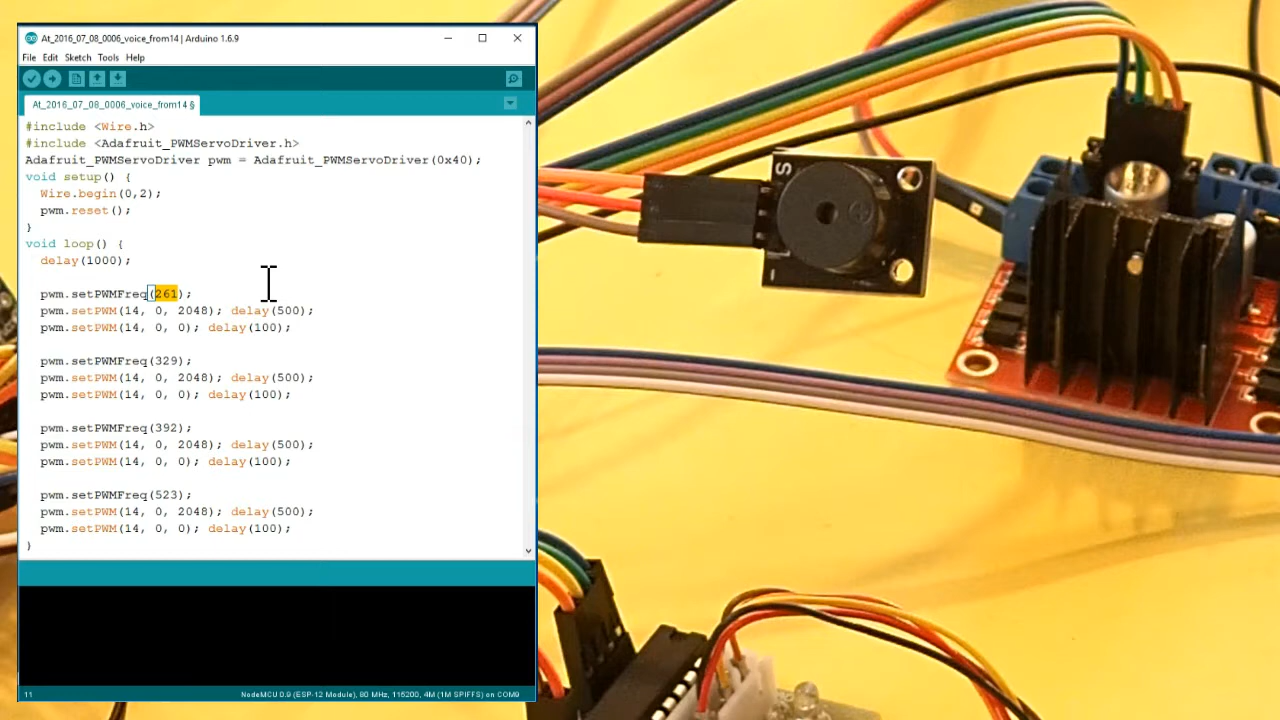 At_2016_07_08_0006_voice_from14 | Arduino 1.6.9
File Edit Sketch Tools Help
At_2016_07_08_0006_voice_from14 §
#include <Wire.h>
#include <Adafruit_PWMServoDriver.h>
Adafruit_PWMServoDriver pwm = Adafruit_PWMServoDriver(0x40);
void setup() {
Wire.begin(0,2);
pwm.reset();
}
void loop() {
delay(1000);
pwm.setPWMFreq(261);
pwm.setPWM(14, 0, 2048); delay(500);
pwm.setPWM(14, 0, 0); delay(100);
pwm.setPWMFreq(329);
pwm.setPWM(14, 0, 2048); delay(500);
pwm.setPWM(14, 0, 0); delay(100);
pwm.setPWMFreq(392);
pwm.setPWM(14, 0, 2048); delay(500);
pwm.setPWM(14, 0, 0); delay(100);
pwm.setPWMFreq(523);
pwm.setPWM(14, 0, 2048); delay(500);
pwm.setPWM(14, 0, 0); delay(100);
}
11
NodeMCU 0.9 (ESP-12 Module), 80 MHz, 115200, 4M (1M SPIFFS) on COM9
S
-